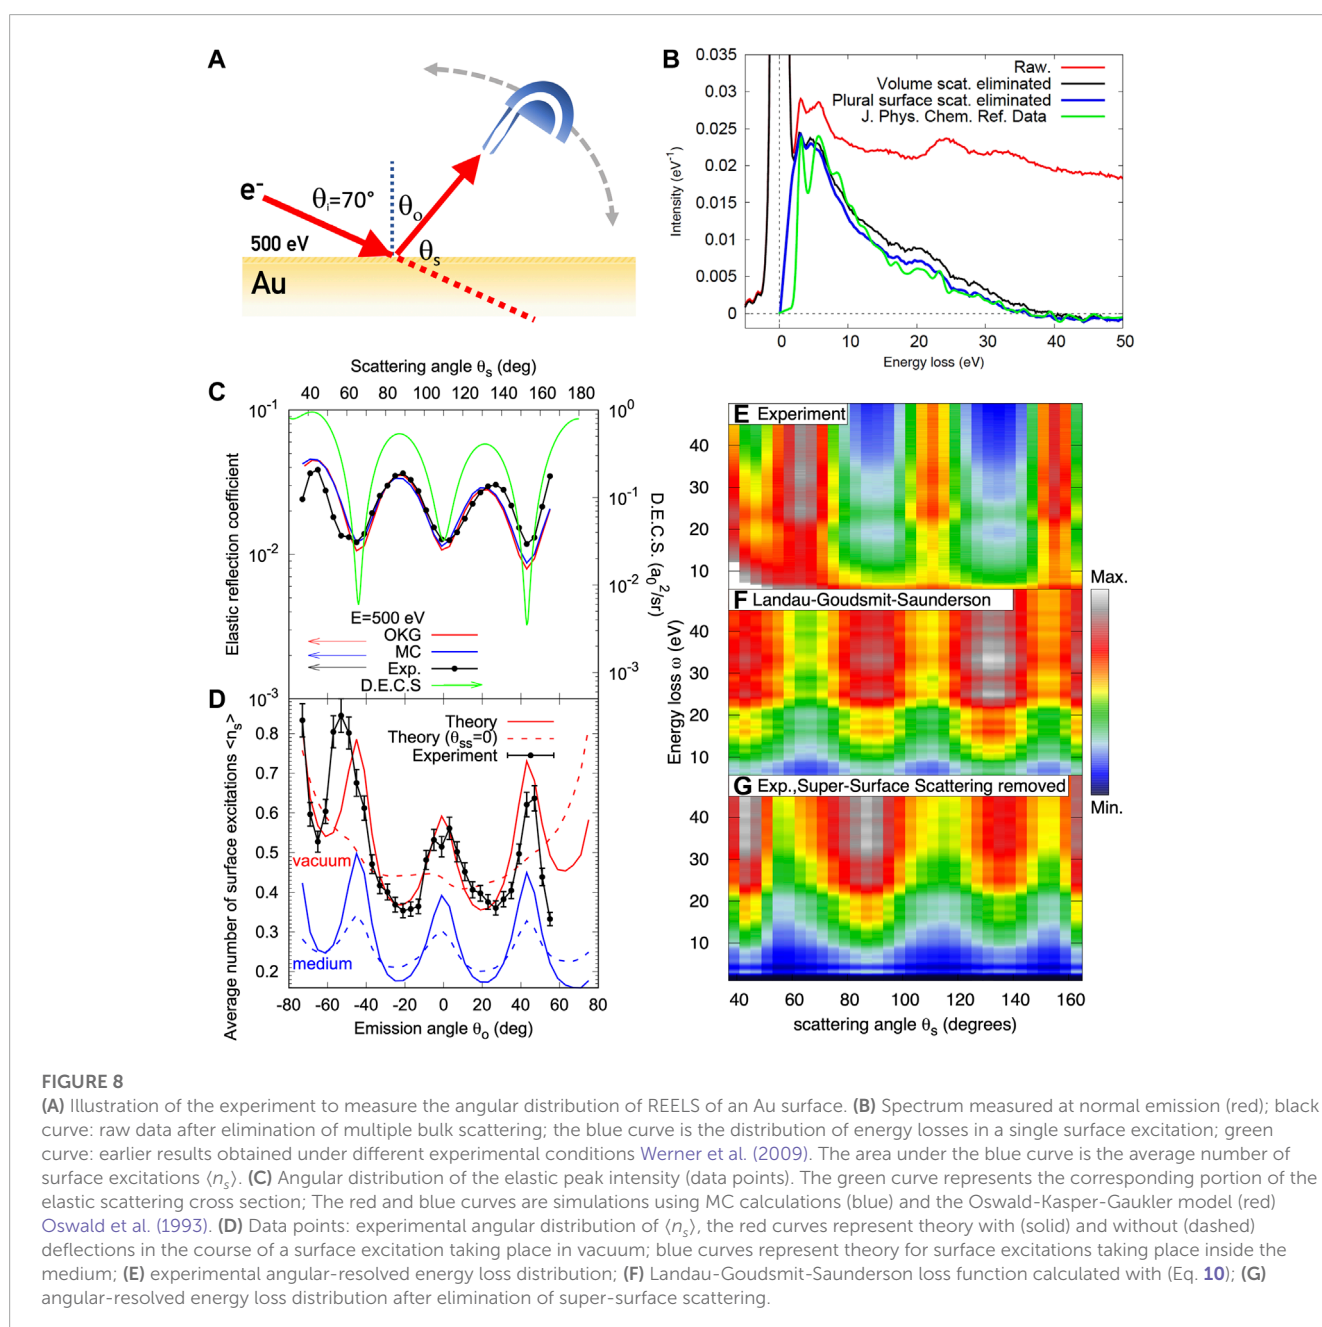 A
e-
θi=70°
θo
500 eV
θs
Au
B
Raw.
Volume scat. eliminated
Plural surface scat. eliminated
J. Phys. Chem. Ref. Data
Intensity (eV-1)
0.035
0.03
0.025
0.02
0.015
0.01
0.005
0
0 10 20 30 40 50
Energy loss (eV)
Scattering angle θs (deg)
C
40 60 80 100 120 140 160 180
10-1
10-2
10-3
Elastic reflection coefficient
100
10-1
10-2
10-3
D.E.C.S. (a02/sr)
E=500 eV
OKG
MC
Exp.
D.E.C.S
D
Theory
Theory (θss=0)
Experiment
vacuum
medium
Average number of surface excitations <ns>
0.8
0.7
0.6
0.5
0.4
0.3
0.2
-80 -60 -40 -20 0 20 40 60 80
Emission angle θo (deg)
E Experiment
40
30
20
10
F Landau-Goudsmit-Saunderson
40
30
20
10
G Exp.,Super-Surface Scattering removed
40
30
20
10
Energy loss ω (eV)
Max.
Min.
40 60 80 100 120 140 160
scattering angle θs (degrees)
FIGURE 8
(A) Illustration of the experiment to measure the angular distribution of REELS of an Au surface. (B) Spectrum measured at normal emission (red); black
curve: raw data after elimination of multiple bulk scattering; the blue curve is the distribution of energy losses in a single surface excitation; green
curve: earlier results obtained under different experimental conditions Werner et al. (2009). The area under the blue curve is the average number of
surface excitations ⟨ns⟩. (C) Angular distribution of the elastic peak intensity (data points). The green curve represents the corresponding portion of the
elastic scattering cross section; The red and blue curves are simulations using MC calculations (blue) and the Oswald-Kasper-Gaukler model (red)
Oswald et al. (1993). (D) Data points: experimental angular distribution of ⟨ns⟩, the red curves represent theory with (solid) and without (dashed)
deflections in the course of a surface excitation taking place in vacuum; blue curves represent theory for surface excitations taking place inside the
medium; (E) experimental angular-resolved energy loss distribution; (F) Landau-Goudsmit-Saunderson loss function calculated with (Eq. 10); (G)
angular-resolved energy loss distribution after elimination of super-surface scattering.